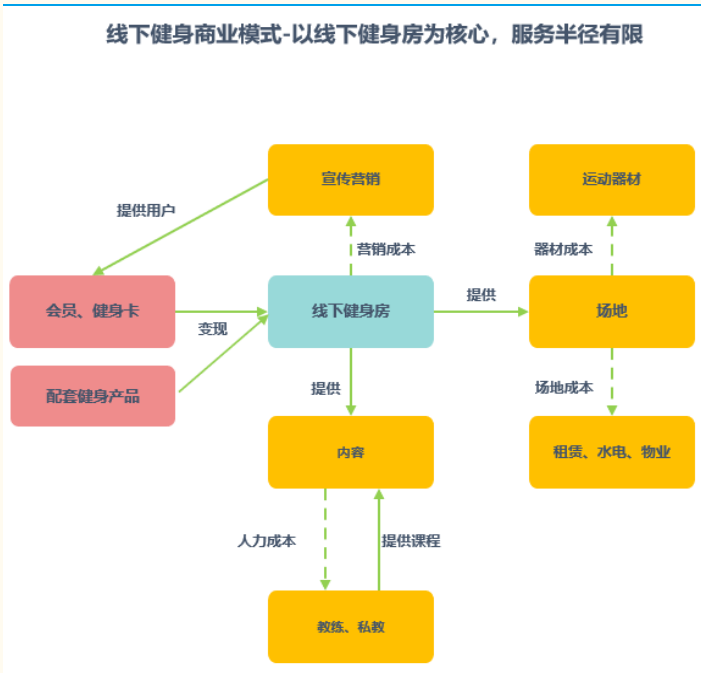 线下健身商业模式-以线下健身房为核心，服务半径有限
宣传营销
运动器材
提供用户
营销成本
器材成本
会员、健身卡
变现
线下健身房
提供
场地
配套健身产品
提供
场地成本
内容
租赁、水电、物业
人力成本
提供课程
教练、私教